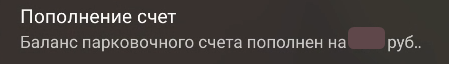 Пополнение счет
Баланс парковочного счета пополнен на руб..